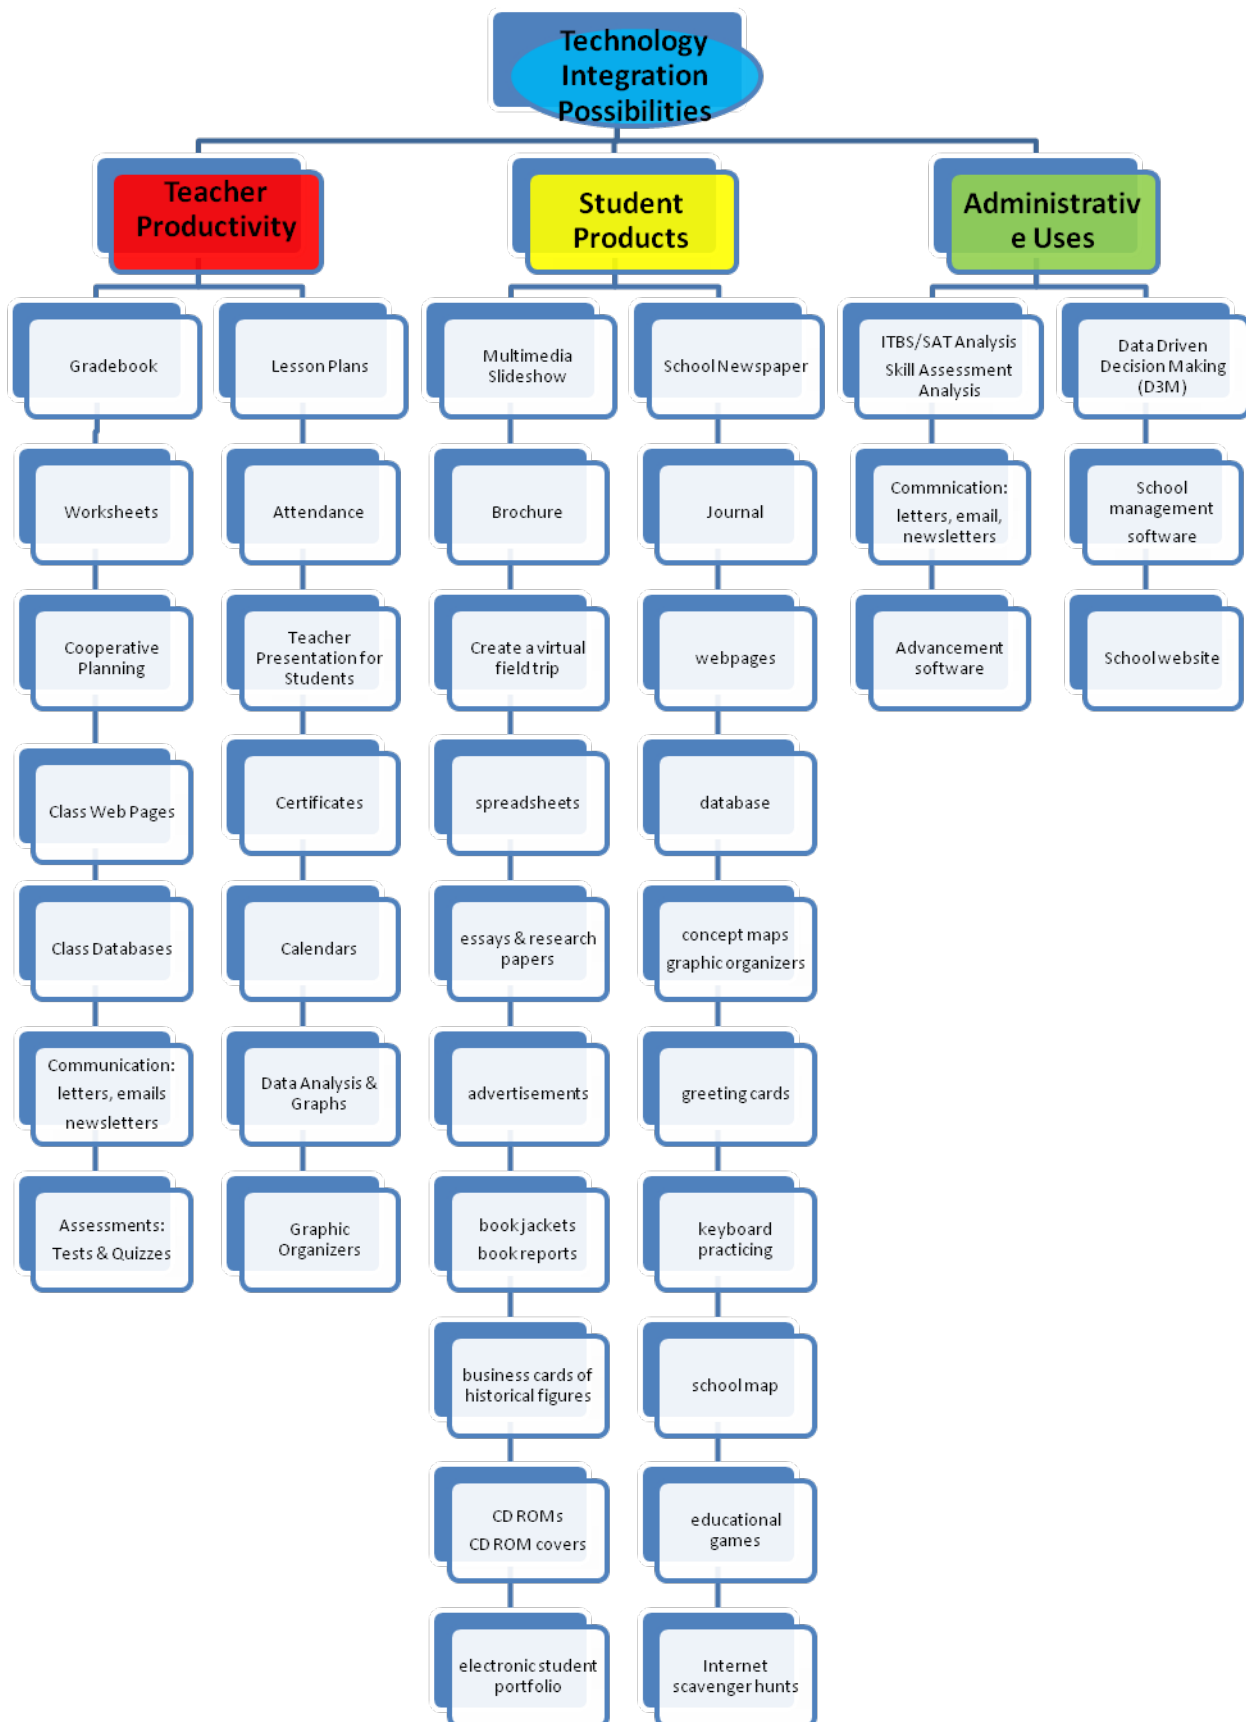 Technology
Integration
Possibilities
Teacher
Productivity
Student
Products
Administrativ
e Uses
Gradebook
Lesson Plans
Multimedia
Slideshow
School Newspaper
ITBS/SAT Analysis
Skill Assessment
Analysis
Data Driven
Decision Making
(D3M)
Worksheets
Attendance
Brochure
Journal
Commnication:
letters, email,
newsletters
School
management
software
Cooperative
Planning
Teacher
Presentation for
Students
Create a virtual
field trip
webpages
Advancement
software
School website
Class Web Pages
Certificates
spreadsheets
database
Class Databases
Calendars
essays & research
papers
concept maps
graphic organizers
Communication:
letters, emails
newsletters
Data Analysis &
Graphs
advertisements
greeting cards
Assessments:
Tests & Quizzes
Graphic
Organizers
book jackets
book reports
keyboard
practicing
business cards of
historical figures
school map
CD ROMs
CD ROM covers
educational
games
electronic student
portfolio
Internet
scavenger hunts